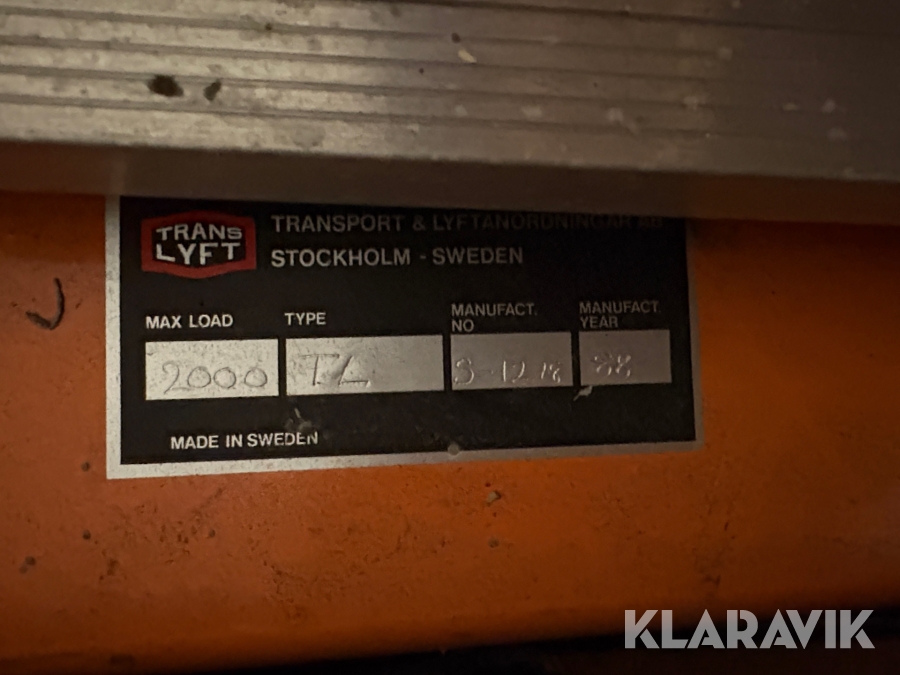 TRANS LYFT
TRANSPORT & LYFTANORDNINGAR AB
STOCKHOLM - SWEDEN
MAX LOAD TYPE MANUFACT. NO MANUFACT. YEAR
2000 TL S-1218 88
MADE IN SWEDEN
KLARAVIK